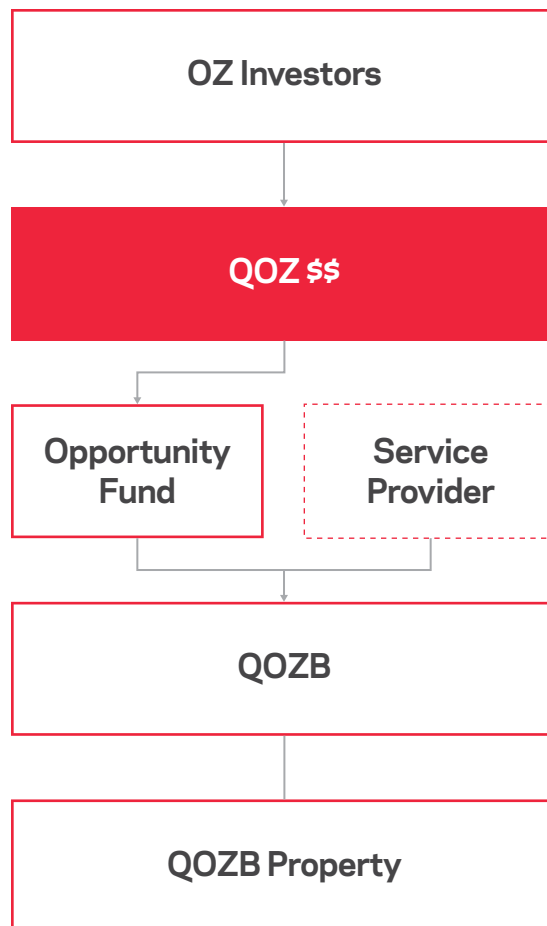 OZ Investors
QOZ $$
Opportunity
Fund
Service
Provider
QOZB
QOZB Property